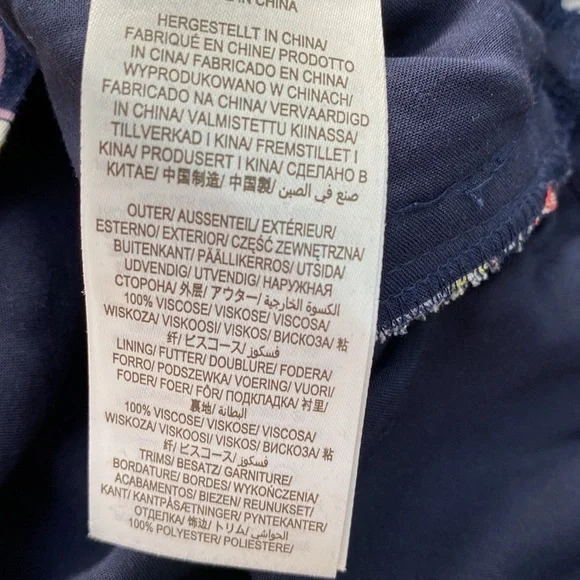 IN CHINA
HERGESTELLT IN CHINA/
FABRIQUÉ EN CHINE/ PRODOTTO
IN CINA/ FABRICADO EN CHINA/
WYPRODUKOWANO W CHINACH/
FABRICADO NA CHINA/ VERVAARDIGD
IN CHINA/ VALMISTETTU KIINASSA/
TILLVERKAD I KINA/ FREMSTILLET I
KINA/ PRODUSERT I KINA/ СДЕЛАНО В
КИТАЕ/ 中国制造/ 中国製/ صنع في الصين
OUTER/ AUSSENTEIL/ EXTÉRIEUR/
ESTERNO/ EXTERIOR/ CZĘŚĆ ZEWNĘTRZNA/
BUITENKANT/ PÄÄLLIKERROS/ UTSIDA/
UDVENDIG/ UTVENDIG/ НАРУЖНАЯ
СТОРОНА/ 外层/ アウター/ الكسوة الخارجية/
100% VISCOSE/ VISKOSE/ VISCOSA/
WISKOZA/ VISKOOSI/ VISKOS/ ВИСКОЗА/ 粘
纤/ ビスコース/ فسكوز/
LINING/ FUTTER/ DOUBLURE/ FODERA/
FORRO/ PODSZEWKA/ VOERING/ VUORI/
FODER/ FOER/ FÔR/ ПОДКЛАДКА/ 衬里/
裏地/ البطانة/
100% VISCOSE/ VISKOSE/ VISCOSA/
WISKOZA/ VISKOOSI/ VISKOS/ ВИСКОЗА/ 粘
纤/ ビスコース/ فسكوز/
TRIMS/ BESATZ/ GARNITURE/
BORDATURE/ BORDES/ WYKOŃCZENIA/
ACABAMENTOS/ BIEZEN/ REUNUKSET/
KANT/ KANTPÅSÆTNINGER/ PYNTEKANTER/
ОТДЕЛКА/ 饰边/ トリム/ الحواشي/
100% POLYESTER/ POLIESTERE/